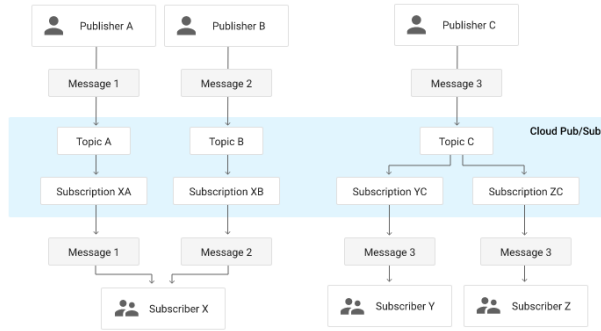 Publisher A
Publisher B
Publisher C
Message 1
Message 2
Message 3
Cloud Pub/Sub
Topic A
Topic B
Topic C
Subscription XA
Subscription XB
Subscription YC
Subscription ZC
Message 1
Message 2
Message 3
Message 3
Subscriber X
Subscriber Y
Subscriber Z